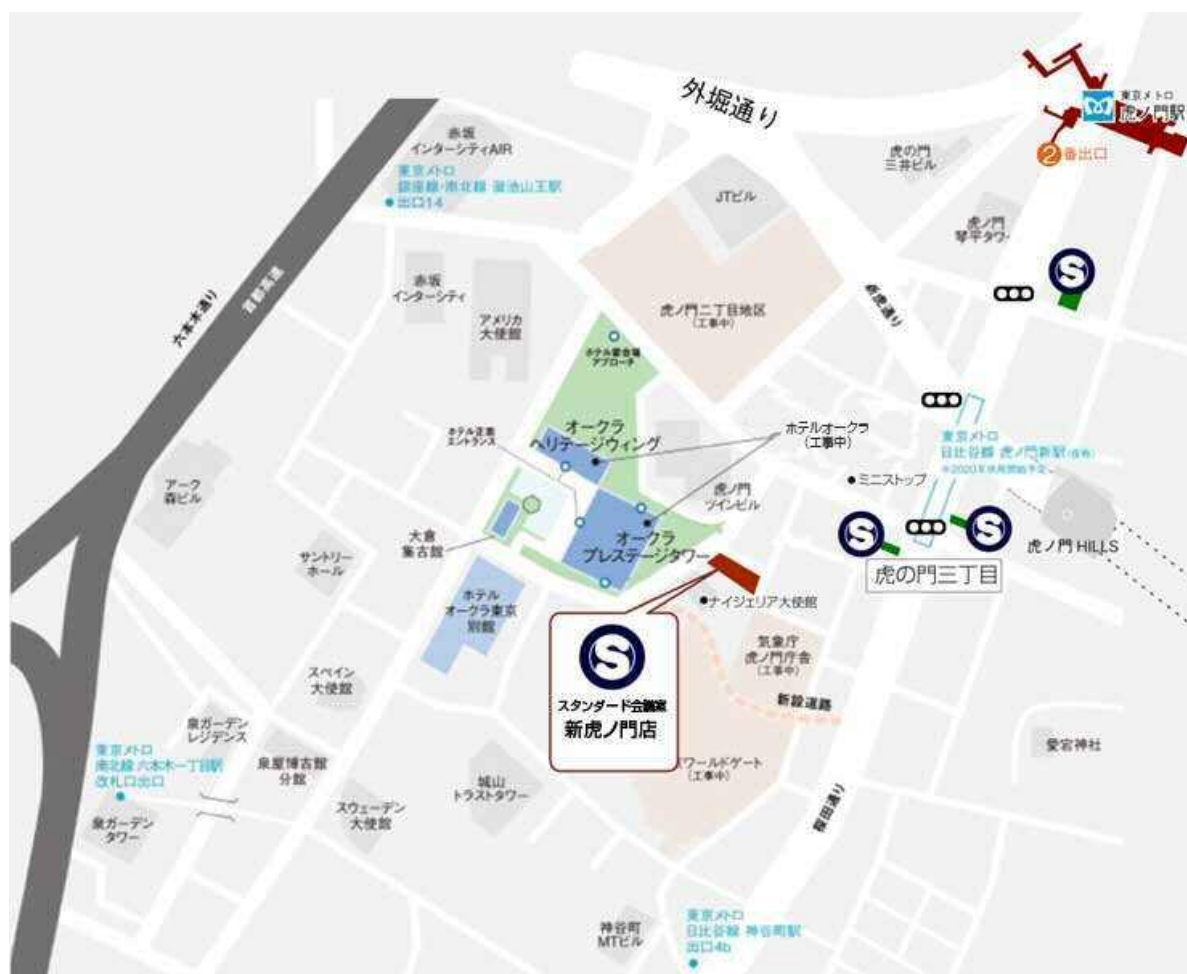 外堀通り
東京メトロ
虎ノ門駅
2番出口
赤坂
インターシティAIR
東京メトロ
銀座線・南北線 溜池山王駅
出口14
虎の門
三井ビル
JTビル
虎ノ門
琴平タワー
S
赤坂
インターシティ
アメリカ
大使館
虎ノ門二丁目地区
(工事中)
新虎通り
首都高速
六本木通り
ホテル宴会場
アプローチ
オークラ
ヘリテージウィング
ホテル正面
エントランス
ホテルオークラ
(工事中)
東京メトロ
日比谷線 虎ノ門新駅(仮称)
※2020年供用開始予定
ミニストップ
アーク
森ビル
虎ノ門
ツインビル
大倉
集古館
オークラ
プレステージタワー
S
S
虎ノ門 HILLS
虎の門三丁目
サントリー
ホール
ホテル
オークラ東京
別館
ナイジェリア大使館
S
スタンダード会議室
新虎ノ門店
気象庁
虎ノ門庁舎
(工事中)
新設道路
スペイン
大使館
泉ガーデン
レジデンス
東京メトロ
南北線 六本木一丁目駅
改札口出口
泉屋博古館
分館
城山
トラストタワー
ワールドゲート
(工事中)
愛宕神社
桜田通り
泉ガーデン
タワー
スウェーデン
大使館
神谷町
MTビル
東京メトロ
日比谷線 神谷町駅
出口4b